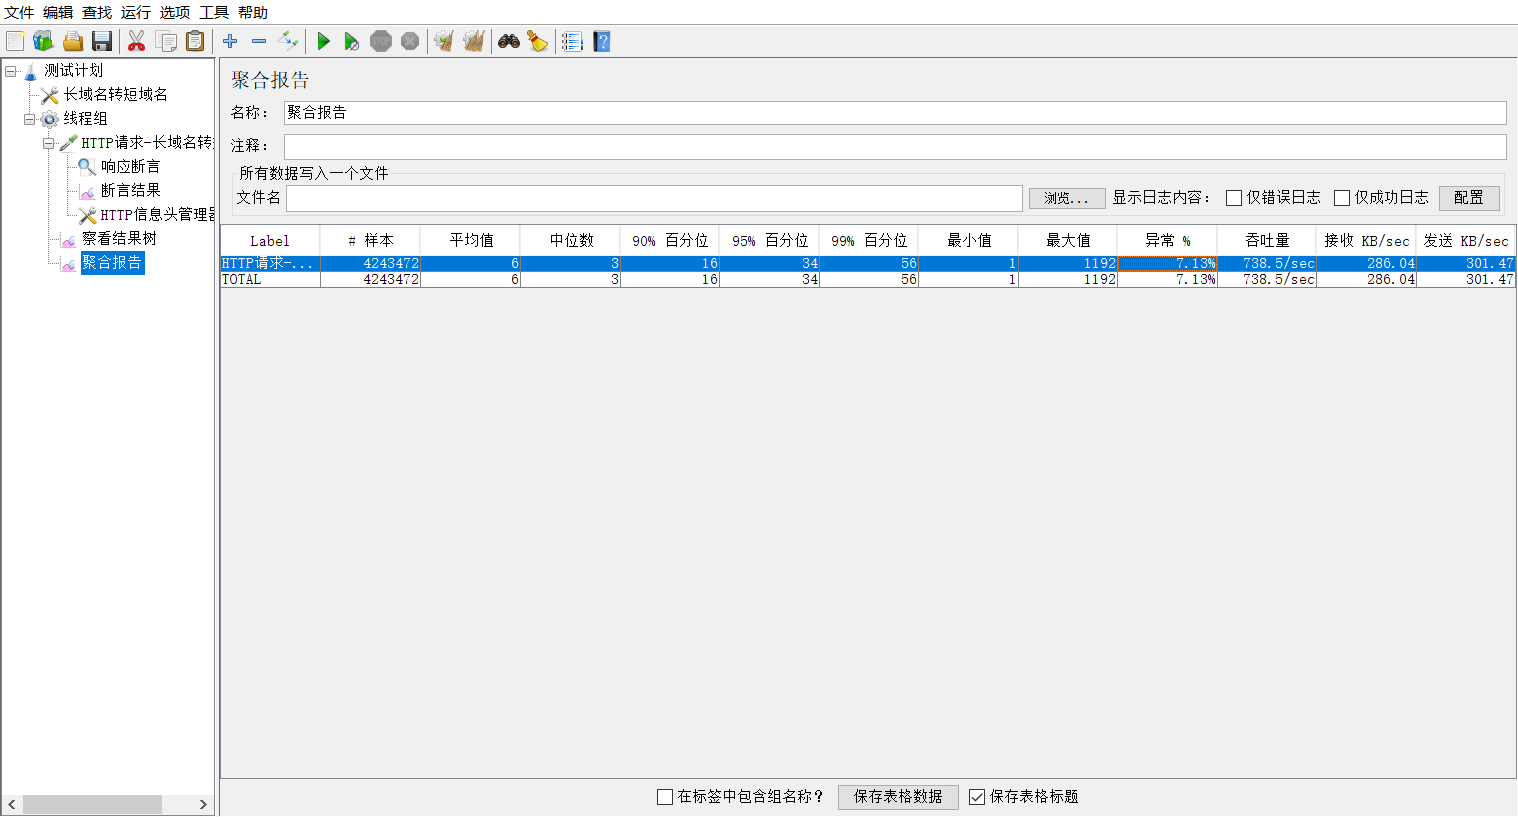 文件 编辑 查找 运行 选项 工具 帮助
STOP
测试计划
长域名转短域名
线程组
HTTP请求-长域名转
响应断言
断言结果
HTTP信息头管理器
察看结果树
聚合报告
聚合报告
名称： 聚合报告
注释：
所有数据写入一个文件
文件名 浏览... 显示日志内容： 仅错误日志 仅成功日志 配置
Label # 样本 平均值 中位数 90% 百分位 95% 百分位 99% 百分位 最小值 最大值 异常 % 吞吐量 接收 KB/sec 发送 KB/sec
HTTP请求-... 4243472 6 3 16 34 56 1 1192 7.13% 738.5/sec 286.04 301.47
TOTAL 4243472 6 3 16 34 56 1 1192 7.13% 738.5/sec 286.04 301.47
在标签中包含组名称？ 保存表格数据 保存表格标题